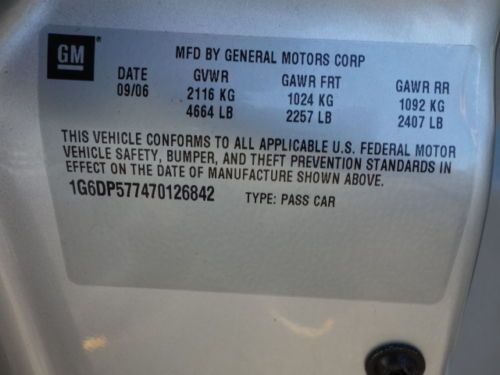 GM
MFD BY GENERAL MOTORS CORP
DATE GVWR GAWR FRT GAWR RR
09/06 2116 KG 1024 KG 1092 KG
4664 LB 2257 LB 2407 LB
THIS VEHICLE CONFORMS TO ALL APPLICABLE U.S. FEDERAL MOTOR
VEHICLE SAFETY, BUMPER, AND THEFT PREVENTION STANDARDS IN
EFFECT ON THE DATE OF MANUFACTURE SHOWN ABOVE.
1G6DP577470126842 TYPE: PASS CAR